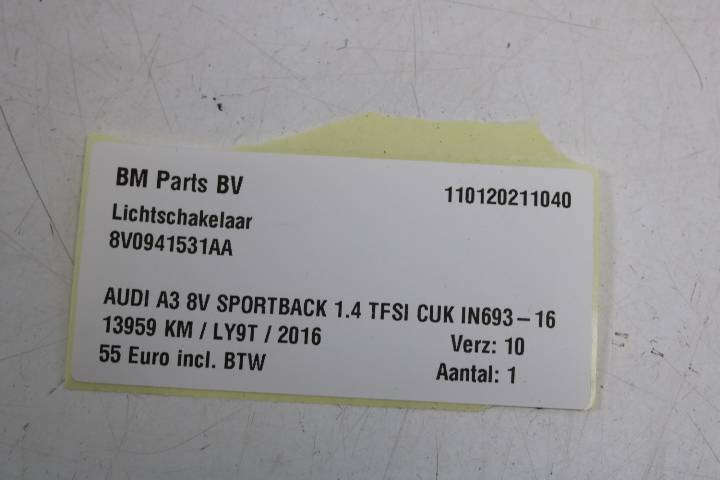 BM Parts BV 110120211040
Lichtschakelaar
8V0941531AA
AUDI A3 8V SPORTBACK 1.4 TFSI CUK IN693-16
13959 KM / LY9T / 2016 Verz: 10
55 Euro incl. BTW Aantal: 1